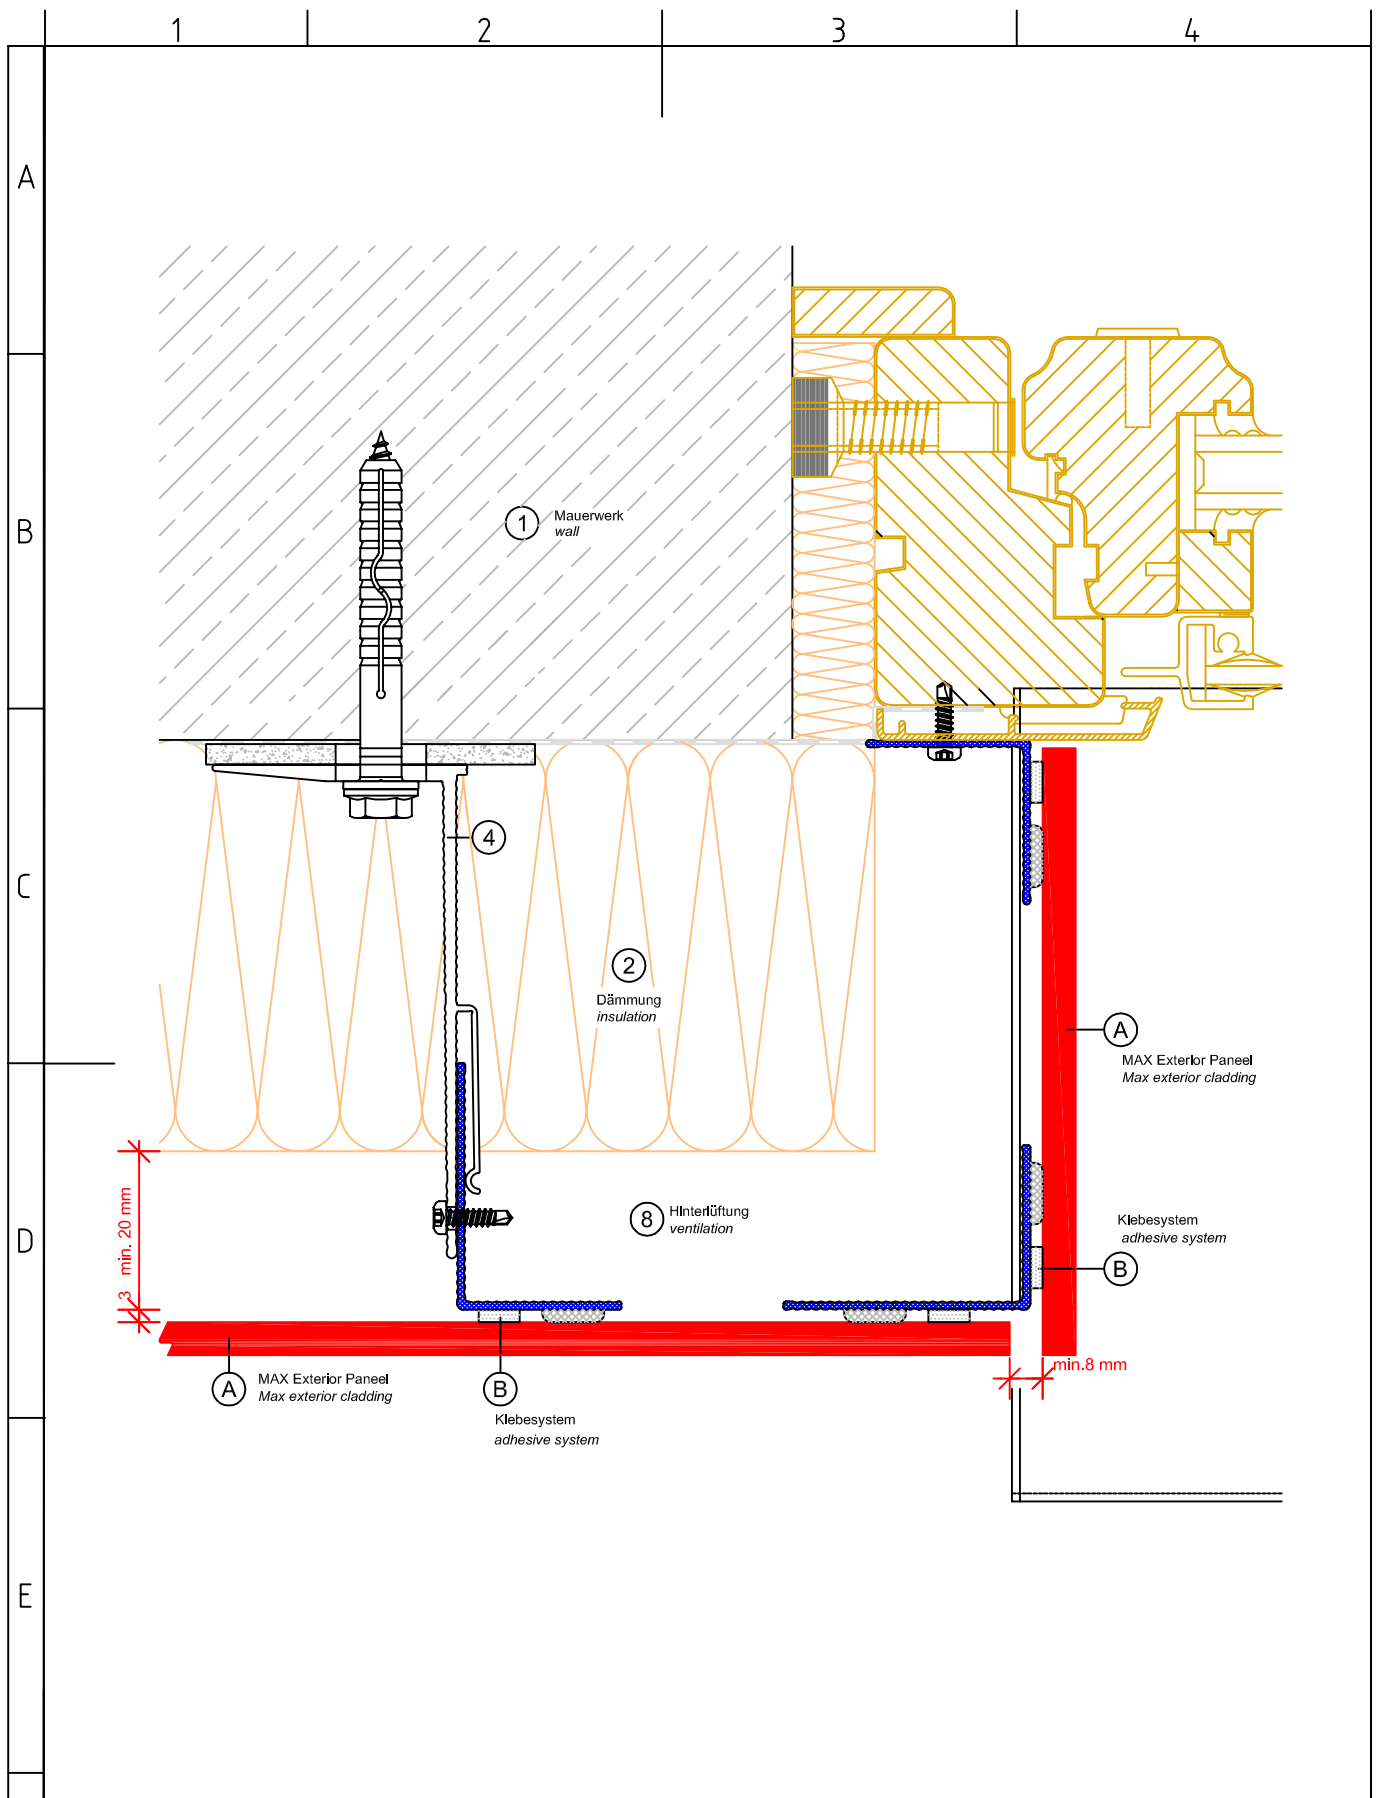 1
2
3
4
A
B
C
D
E
1
Mauerwerk
wall
4
2
Dämmung
insulation
A
MAX Exterior Paneel
Max exterior cladding
8
Hinterlüftung
ventilation
Klebesystem
adhesive system
B
3 min. 20 mm
min.8 mm
A
MAX Exterior Paneel
Max exterior cladding
B
Klebesystem
adhesive system